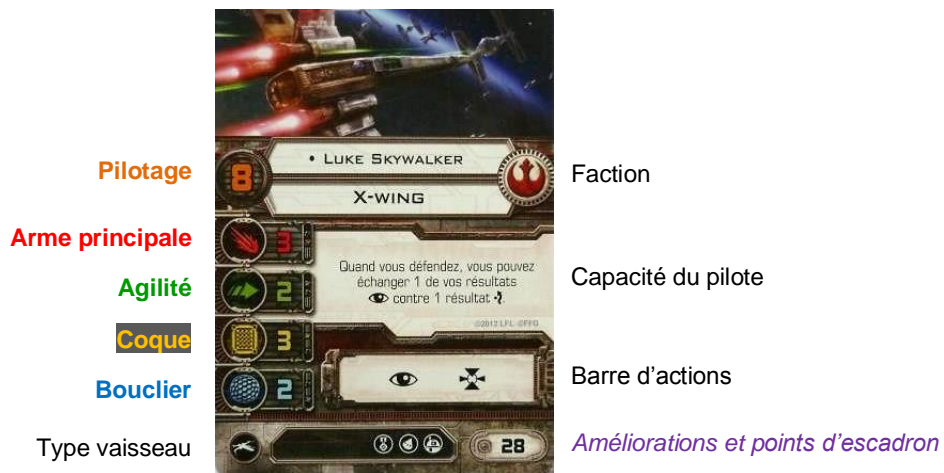 • LUKE SKYWALKER
Pilotage
8
Faction
X-WING
Arme principale
3
Quand vous défendez, vous pouvez
échanger 1 de vos résultats
contre 1 résultat .
Capacité du pilote
Agilité
2
©2012 LFL ©FFG
Coque
3
Bouclier
2
Barre d'actions
Type vaisseau
28
Améliorations et points d'escadron